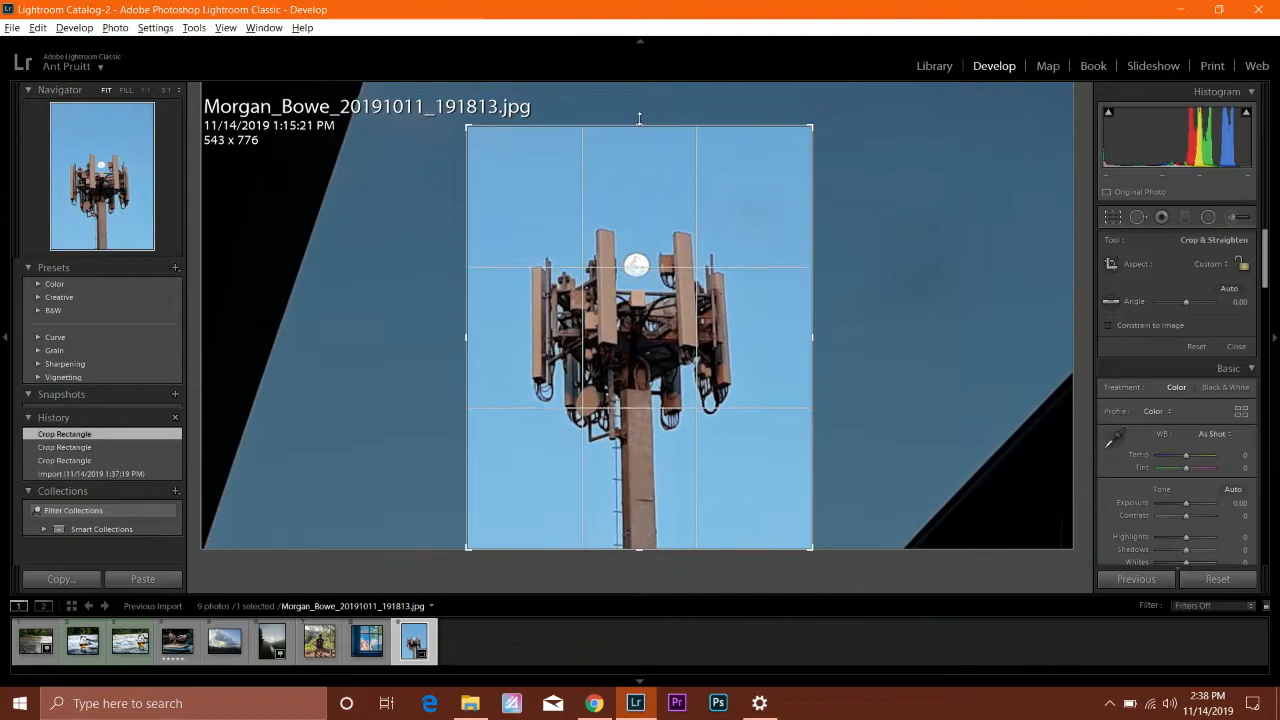 Lightroom Catalog-2 - Adobe Photoshop Lightroom Classic - Develop
File Edit Develop Photo Settings Tools View Window Help
Lr Adobe Lightroom Classic
Ant Pruitt
Library Develop Map Book Slideshow Print Web
Navigator FIT FILL 1:1 3:1
Histogram
Morgan_Bowe_20191011_191813.jpg
11/14/2019 1:15:21 PM
543 x 776
Original Photo
Tool : Crop & Straighten
Aspect : Custom
Auto
Angle 0.00
Constrain to Image
Reset Close
Basic
Treatment : Color Black & White
Profile : Color
WB : As Shot
Temp 0
Tint 0
Tone Auto
Exposure 0.00
Contrast 0
Highlights 0
Shadows 0
Whites 0
Previous Reset
Presets
Color
Creative
B&W
Curve
Grain
Sharpening
Vignetting
Snapshots
History
Crop Rectangle
Crop Rectangle
Crop Rectangle
Import (11/14/2019 1:37:19 PM)
Collections
Filter Collections
Smart Collections
Copy... Paste
1 2 Previous Import 9 photos / 1 selected / Morgan_Bowe_20191011_191813.jpg Filter : Filters Off
Type here to search
Lr Pr Ps
2:38 PM
11/14/2019